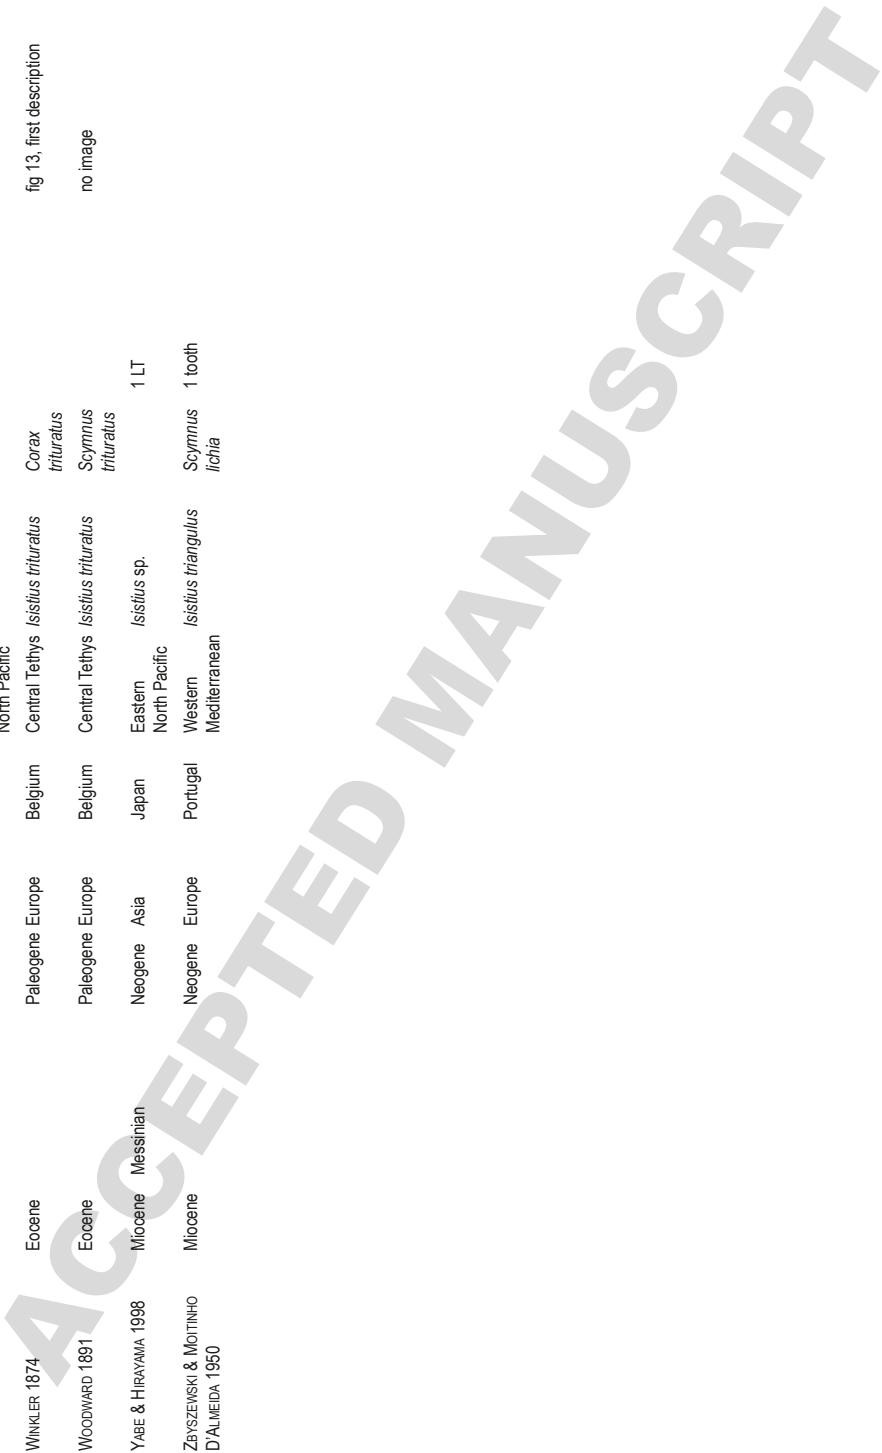 North Pacific
WINKLER 1874 Eocene Paleogene Europe Belgium Central Tethys Isistius trituratus Corax fig 13, first description
trituratus
WOODWARD 1891 Eocene Paleogene Europe Belgium Central Tethys Isistius trituratus Scymnus no image
trituratus
YABE & HIRAYAMA 1998 Miocene Messinian Neogene Asia Japan Eastern Isistius sp. 1 LT
North Pacific
ZBYSZEWSKI & MOITINHO Miocene Neogene Europe Portugal Western Isistius triangulus Scymnus 1 tooth
D'ALMEIDA 1950 Mediterranean lichia
ACCEPTED MANUSCRIPT